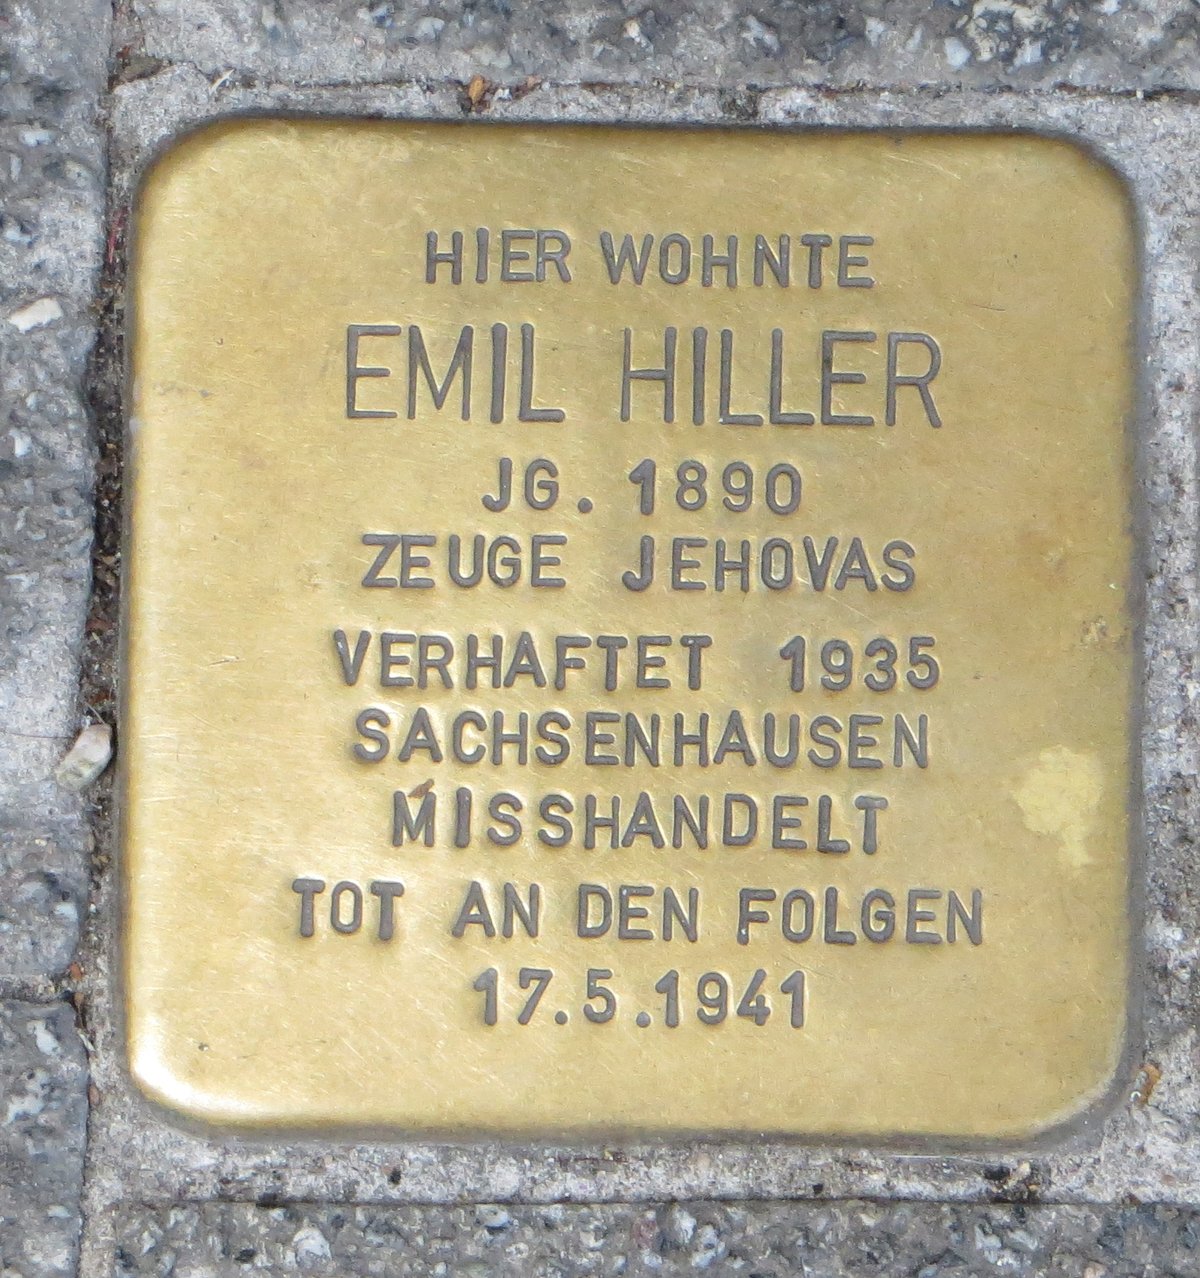 HIER WOHNTE
EMIL HILLER
JG. 1890
ZEUGE JEHOVAS
VERHAFTET 1935
SACHSENHAUSEN
MISSHANDELT
TOT AN DEN FOLGEN
17.5.1941